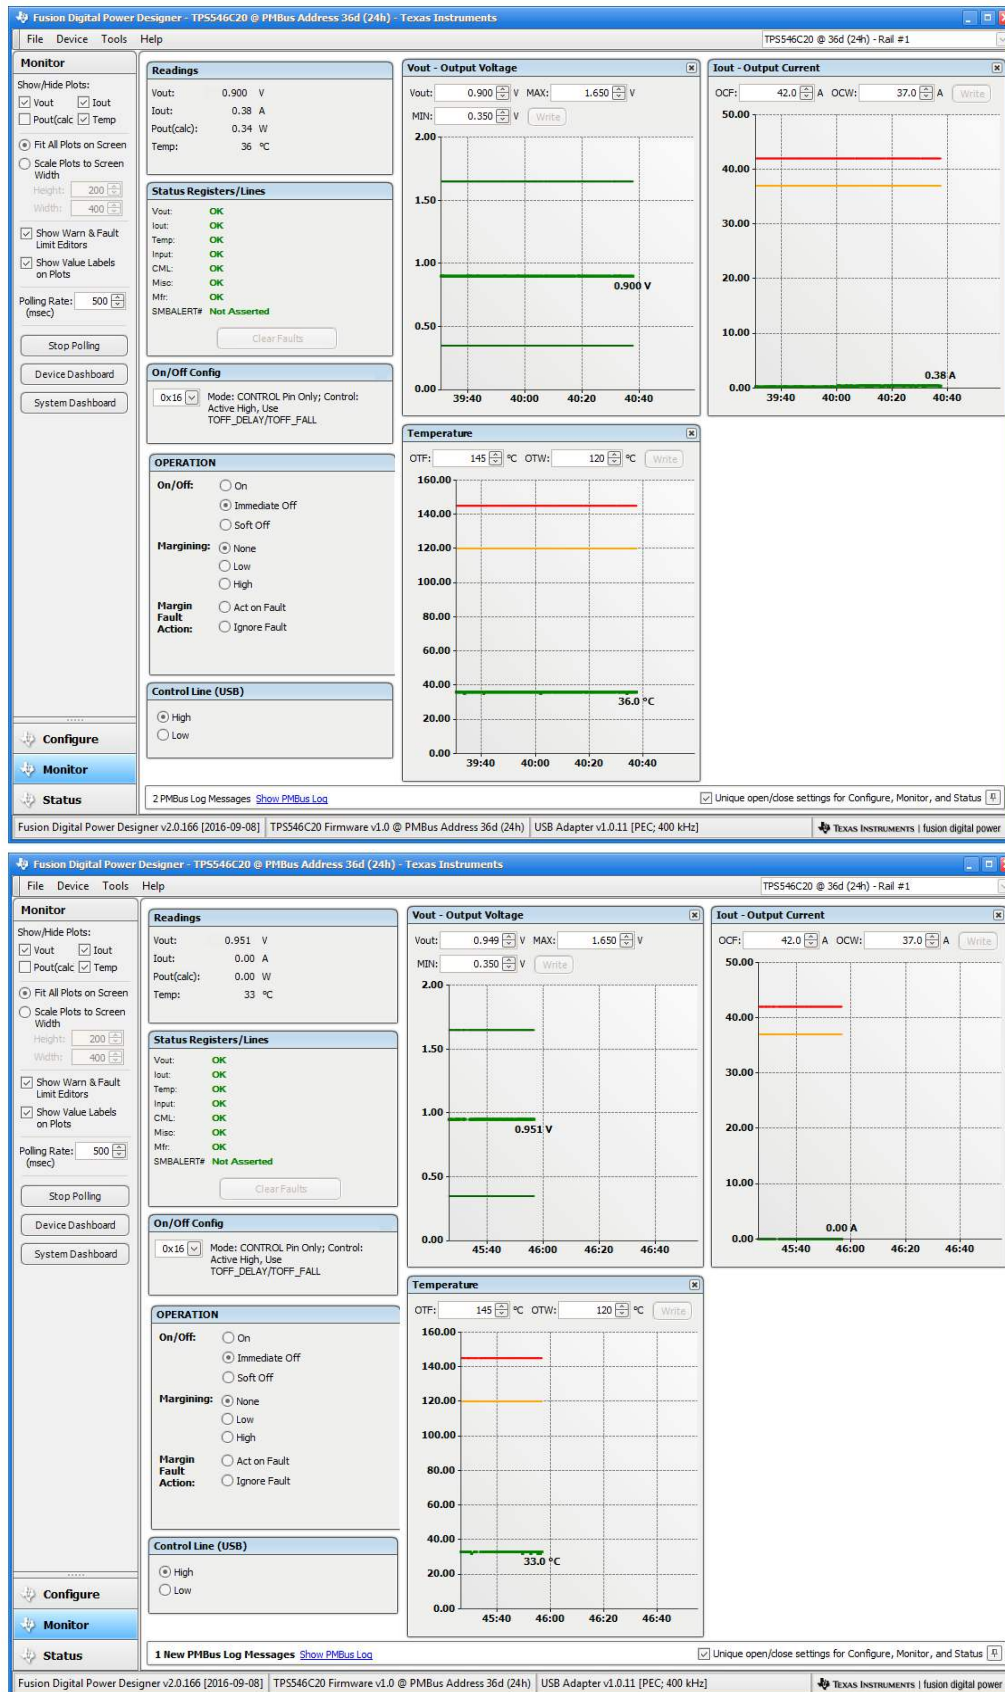 Fusion Digital Power Designer - TPS546C20 @ PMBus Address 36d (24h) - Texas Instruments
File Device Tools Help
TPS546C20 @ 36d (24h) - Rail #1
Monitor
Show/Hide Plots:
Vout Iout
Pout(calc Temp
Fit All Plots on Screen
Scale Plots to Screen
Width
Height: 200
Width: 400
Show Warn & Fault
Limit Editors
Show Value Labels
on Plots
Polling Rate: 500
(msec)
Stop Polling
Device Dashboard
System Dashboard
Configure
Monitor
Status
Readings
Vout: 0.900 V
Iout: 0.38 A
Pout(calc): 0.34 W
Temp: 36 ºC
Status Registers/Lines
Vout: OK
Iout: OK
Temp: OK
Input: OK
CML: OK
Misc: OK
Mfr: OK
SMBALERT# Not Asserted
Clear Faults
On/Off Config
0x16 Mode: CONTROL Pin Only; Control:
Active High, Use
TOFF_DELAY/TOFF_FALL
OPERATION
On/Off: On
Immediate Off
Soft Off
Margining: None
Low
High
Margin
Fault
Action:
Act on Fault
Ignore Fault
Control Line (USB)
High
Low
Vout - Output Voltage
Vout: 0.900 V MAX: 1.650 V
MIN: 0.350 V Write
2.00
1.50
1.00
0.900 V
0.50
0.00
39:40 40:00 40:20 40:40
Iout - Output Current
OCF: 42.0 A OCW: 37.0 A Write
50.00
40.00
30.00
20.00
10.00
0.38 A
0.00
39:40 40:00 40:20 40:40
Temperature
OTF: 145 ºC OTW: 120 ºC Write
160.00
140.00
120.00
100.00
80.00
60.00
40.00
36.0 ºC
20.00
0.00
39:40 40:00 40:20 40:40
2 PMBus Log Messages Show PMBus Log
Unique open/close settings for Configure, Monitor, and Status
Fusion Digital Power Designer v2.0.166 [2016-09-08] TPS546C20 Firmware v1.0 @ PMBus Address 36d (24h) USB Adapter v1.0.11 [PEC; 400 kHz] TEXAS INSTRUMENTS | fusion digital power
Fusion Digital Power Designer - TPS546C20 @ PMBus Address 36d (24h) - Texas Instruments
File Device Tools Help
TPS546C20 @ 36d (24h) - Rail #1
Monitor
Show/Hide Plots:
Vout Iout
Pout(calc Temp
Fit All Plots on Screen
Scale Plots to Screen
Width
Height: 200
Width: 400
Show Warn & Fault
Limit Editors
Show Value Labels
on Plots
Polling Rate: 500
(msec)
Stop Polling
Device Dashboard
System Dashboard
Configure
Monitor
Status
Readings
Vout: 0.951 V
Iout: 0.00 A
Pout(calc): 0.00 W
Temp: 33 ºC
Status Registers/Lines
Vout: OK
Iout: OK
Temp: OK
Input: OK
CML: OK
Misc: OK
Mfr: OK
SMBALERT# Not Asserted
Clear Faults
On/Off Config
0x16 Mode: CONTROL Pin Only; Control:
Active High, Use
TOFF_DELAY/TOFF_FALL
OPERATION
On/Off: On
Immediate Off
Soft Off
Margining: None
Low
High
Margin
Fault
Action:
Act on Fault
Ignore Fault
Control Line (USB)
High
Low
Vout - Output Voltage
Vout: 0.949 V MAX: 1.650 V
MIN: 0.350 V Write
2.00
1.50
1.00
0.951 V
0.50
0.00
45:40 46:00 46:20 46:40
Iout - Output Current
OCF: 42.0 A OCW: 37.0 A Write
50.00
40.00
30.00
20.00
10.00
0.00 A
0.00
45:40 46:00 46:20 46:40
Temperature
OTF: 145 ºC OTW: 120 ºC Write
160.00
140.00
120.00
100.00
80.00
60.00
40.00
33.0 ºC
20.00
0.00
45:40 46:00 46:20 46:40
1 New PMBus Log Messages Show PMBus Log
Unique open/close settings for Configure, Monitor, and Status
Fusion Digital Power Designer v2.0.166 [2016-09-08] TPS546C20 Firmware v1.0 @ PMBus Address 36d (24h) USB Adapter v1.0.11 [PEC; 400 kHz] TEXAS INSTRUMENTS | fusion digital power